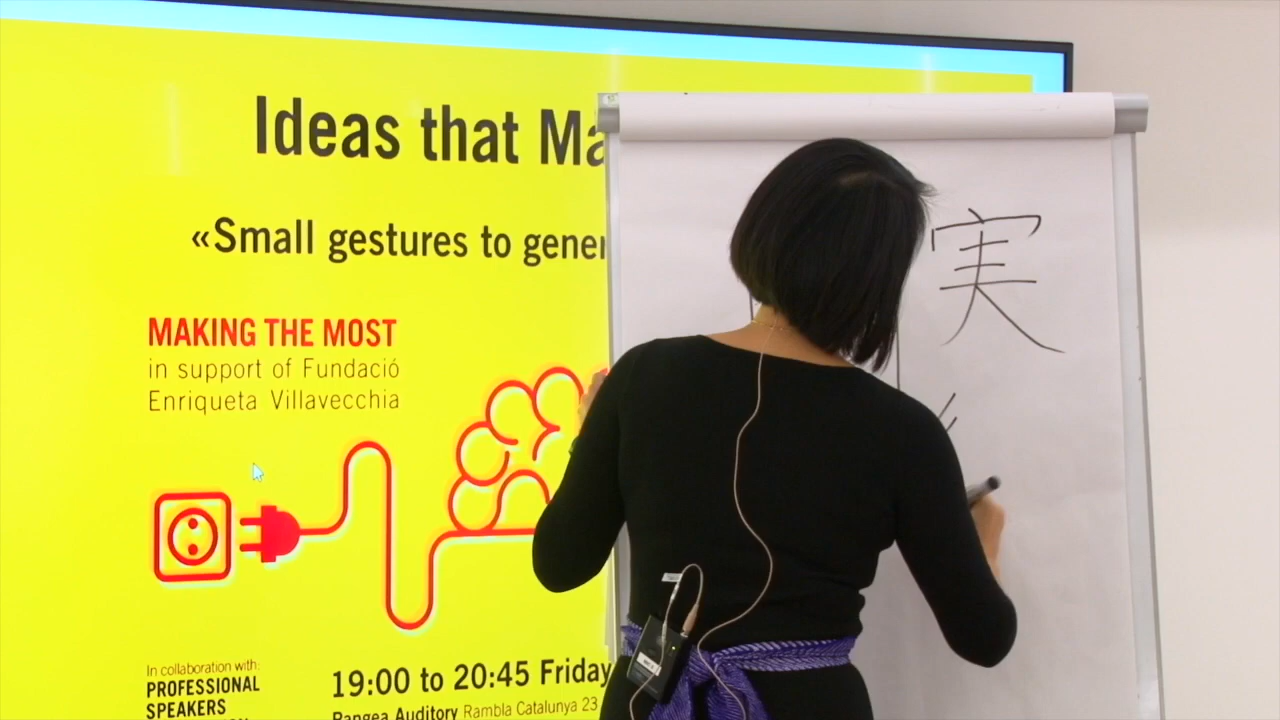 Ideas that Ma
«Small gestures to gener
MAKING THE MOST
in support of Fundació
Enriqueta Villavecchia
In collaboration with:
PROFESSIONAL
SPEAKERS
19:00 to 20:45 Friday
Pangea Auditory Rambla Catalunya 23
実